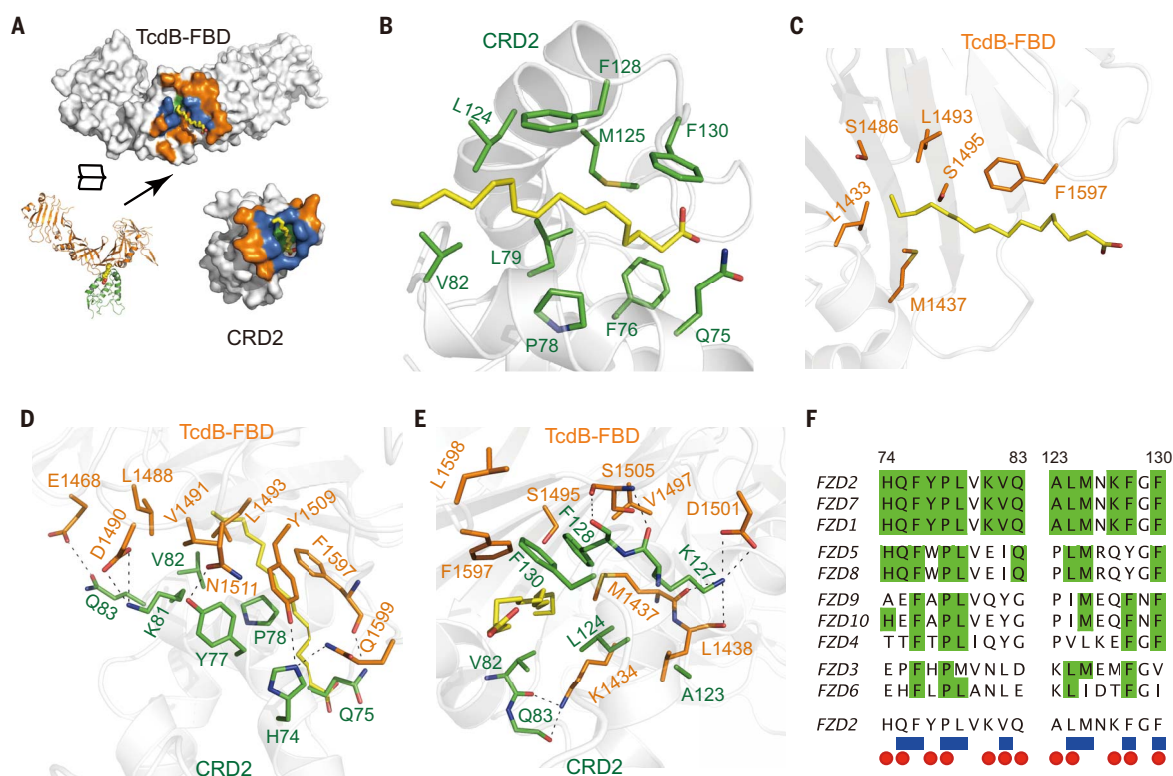 A
TcdB-FBD
CRD2
B
CRD2
F128
L124
M125
F130
L79
V82
P78
F76
Q75
C
TcdB-FBD
L1493
S1486
S1495
F1597
L1433
M1437
D
TcdB-FBD
E1468
L1488
D1490
V1491
L1493
Y1509
F1597
V82
N1511
Q1599
Q83
K81
P78
Y77
Q75
H74
CRD2
E
TcdB-FBD
L1598
S1505
S1495
V1497
D1501
F128
F1597
F130
K127
M1437
L124
L1438
V82
K1434
A123
Q83
CRD2
F
74 83 123 130
FZD2 HQFYPLVKVQ ALMNKFGF
FZD7 HQFYPLVKVQ ALMNKFGF
FZD1 HQFYPLVKVQ ALMNKFGF
FZD5 HQFWPLVEIQ PLMRQYGF
FZD8 HQFWPLVEIQ PLMRQYGF
FZD9 AEFAPLVQYG PIMEQFNF
FZD10 HEFAPLVEYG PIMEQFNF
FZD4 TTFTPLIQYG PVLKEFGF
FZD3 EPFHPMVNLD KLMEMFGV
FZD6 EHFLPLANLE KLIDTFGI
FZD2 HQFYPLVKVQ ALMNKFGF